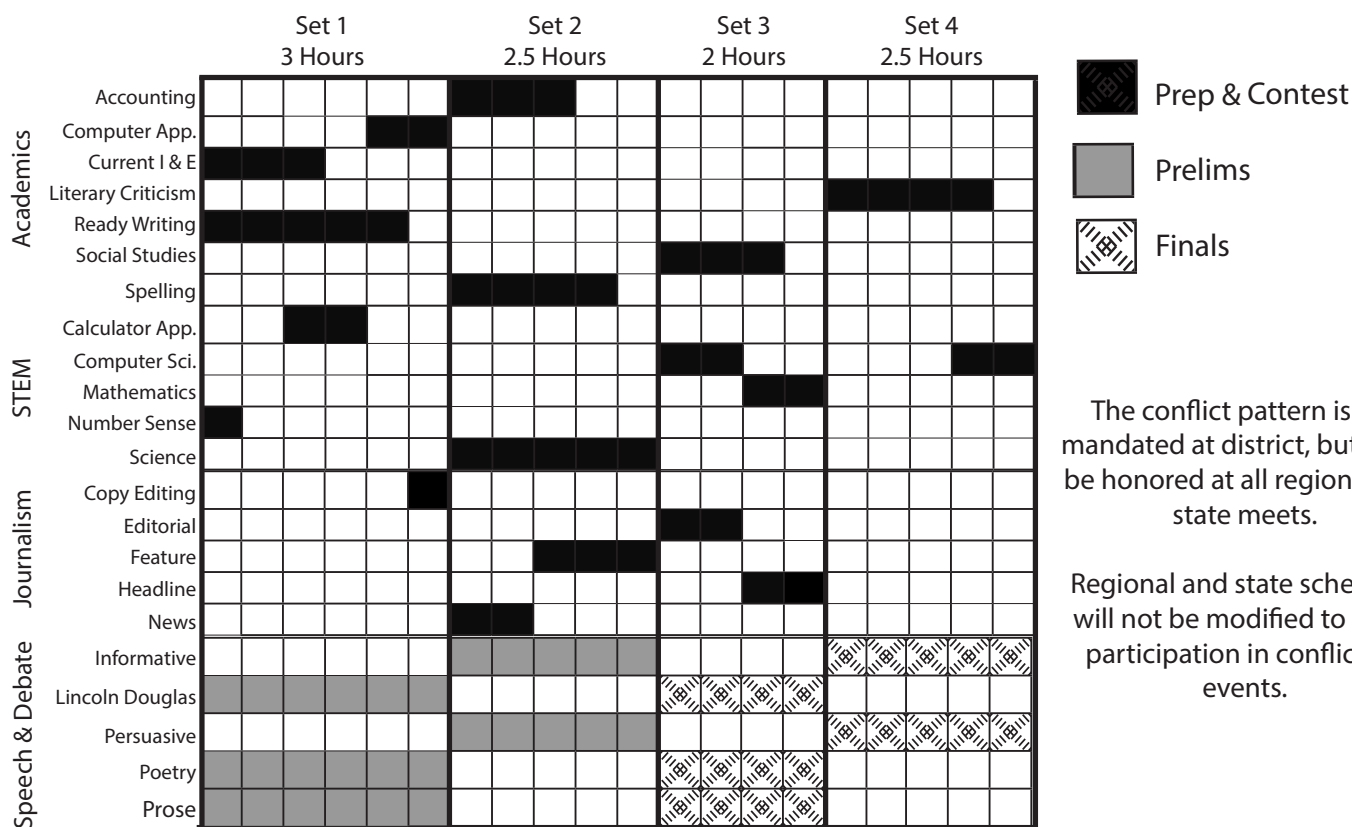 Set 1
3 Hours
Set 2
2.5 Hours
Set 3
2 Hours
Set 4
2.5 Hours
Academics
Accounting
Computer App.
Current I & E
Literary Criticism
Ready Writing
Social Studies
Spelling
STEM
Calculator App.
Computer Sci.
Mathematics
Number Sense
Science
Journalism
Copy Editing
Editorial
Feature
Headline
News
Speech & Debate
Informative
Lincoln Douglas
Persuasive
Poetry
Prose
Prep & Contest
Prelims
Finals
The conflict pattern is
mandated at district, but
be honored at all region
state meets.
Regional and state sche
will not be modified to
participation in conflic
events.